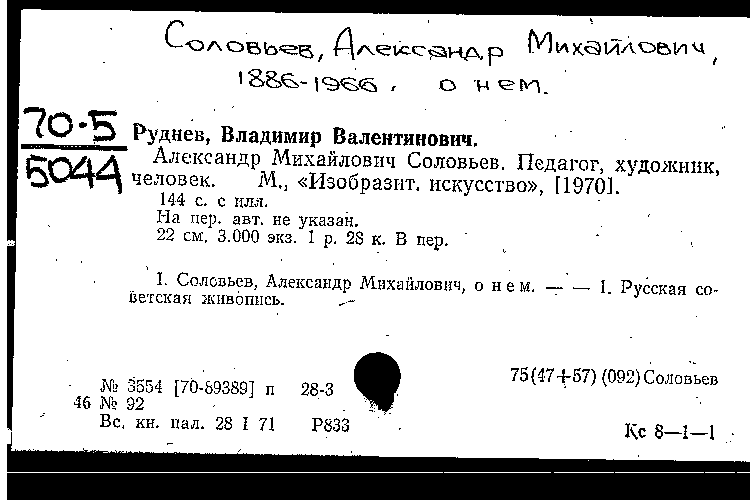 Соловьев, Александр Михайлович,
1886-1966, о нем.
70-5
5044
Руднев, Владимир Валентинович.
Александр Михайлович Соловьев. Педагог, художник,
человек. М., «Изобразит. искусство», [1970].
144 с. с илл.
На пер. авт. не указан.
22 см. 3.000 экз. 1 р. 28 к. В пер.
I. Соловьев, Александр Михайлович, о нем. — — 1. Русская со-
ветская живопись.
75(47+57)(092)Соловьев
№ 3554 [70-89389] п 28-3
46 № 92
Вс. кн. пал. 28 I 71 Р833
Кс 8—1—1